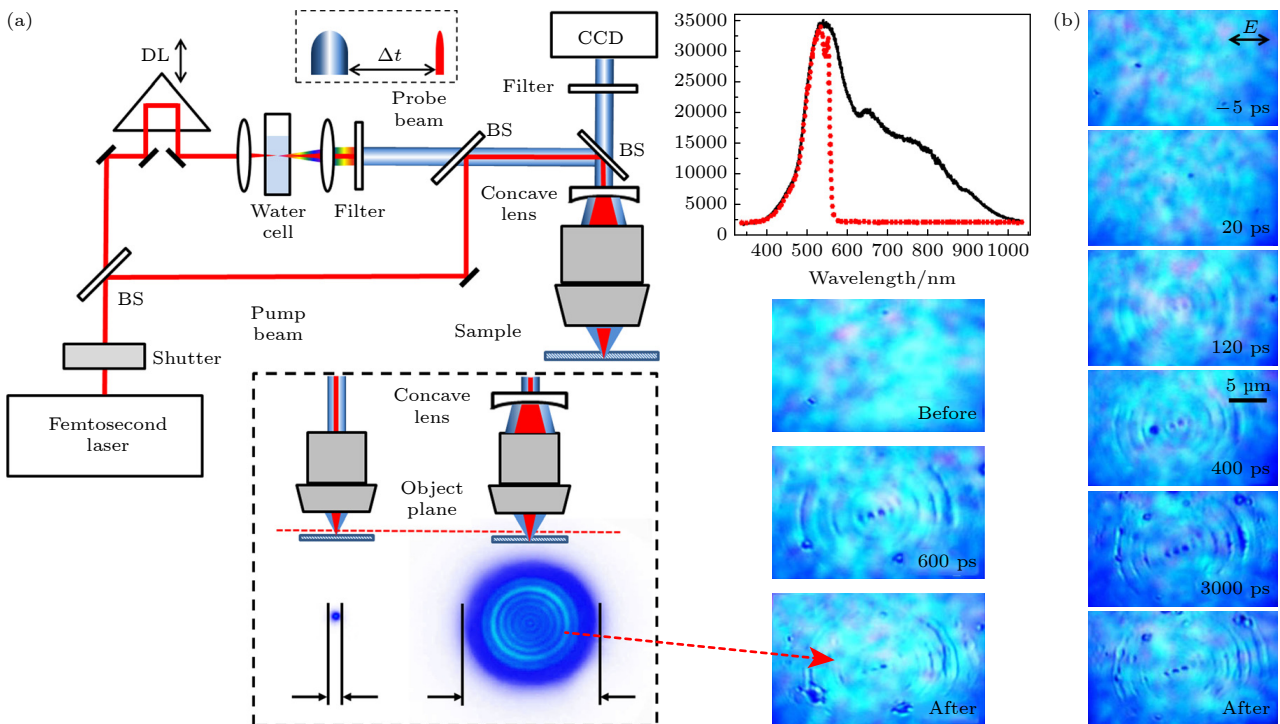 (a)
DL
Δt
Probe
beam
CCD
Filter
BS
BS
Concave
lens
Water
cell
Filter
BS
Pump
beam
Sample
Shutter
Femtosecond
laser
Concave
lens
Object
plane
35000
30000
25000
20000
15000
10000
5000
0
400 500 600 700 800 900 1000
Wavelength/nm
Before
600 ps
After
(b)
E
−5 ps
20 ps
120 ps
5 μm
400 ps
3000 ps
After